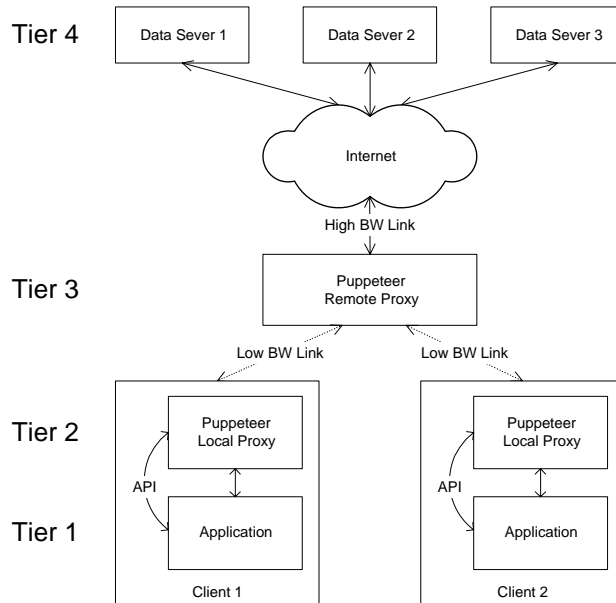 Tier 4
Data Sever 1
Data Sever 2
Data Sever 3
Internet
High BW Link
Tier 3
Puppeteer
Remote Proxy
Low BW Link
Low BW Link
Tier 2
Puppeteer
Local Proxy
Puppeteer
Local Proxy
API
API
Tier 1
Application
Application
Client 1
Client 2